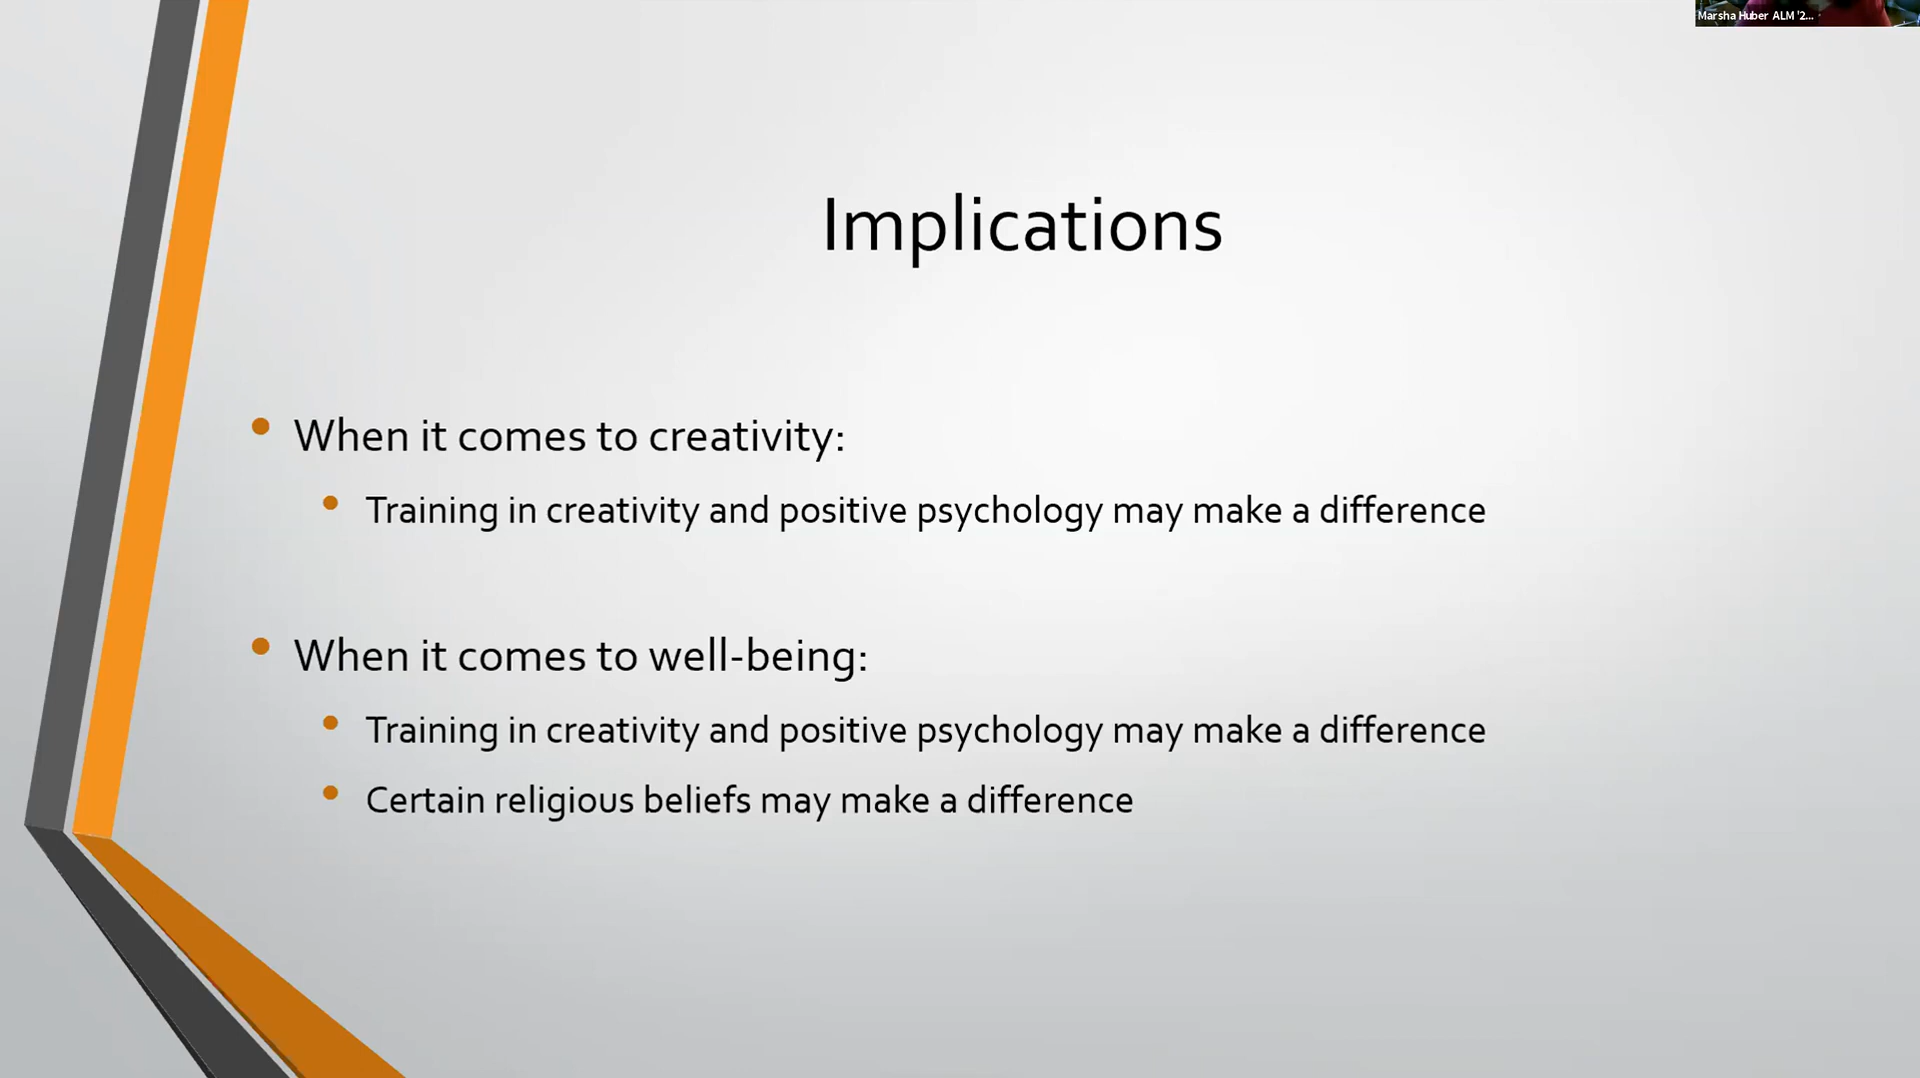 Marsha Huber ALM '2...
Implications
When it comes to creativity:
Training in creativity and positive psychology may make a difference
When it comes to well-being:
Training in creativity and positive psychology may make a difference
Certain religious beliefs may make a difference